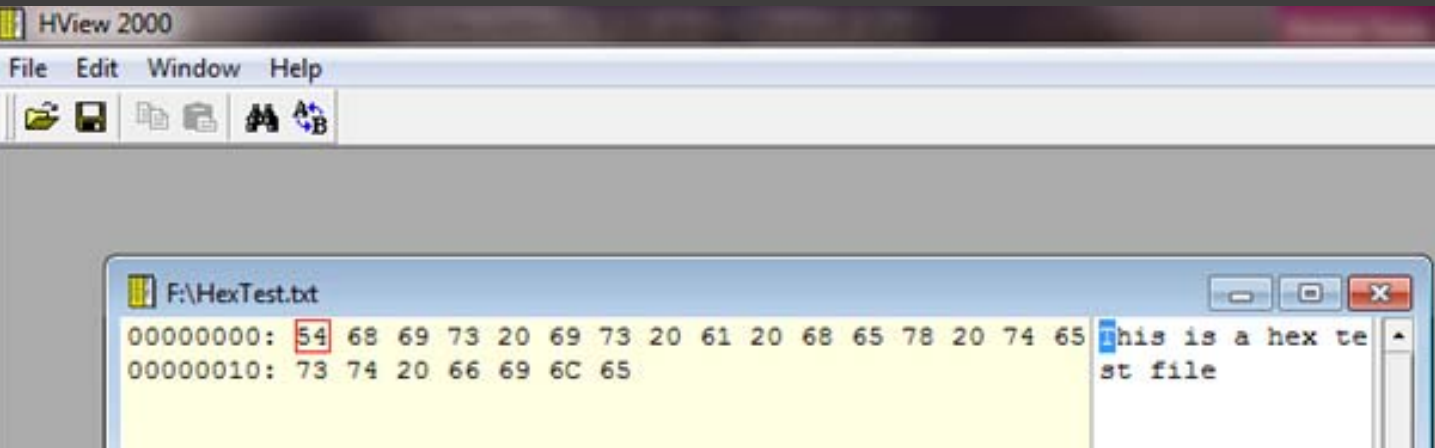 HView 2000
File Edit Window Help
F:\HexTest.txt
00000000: 54 68 69 73 20 69 73 20 61 20 68 65 78 20 74 65 This is a hex te
00000010: 73 74 20 66 69 6C 65 st file